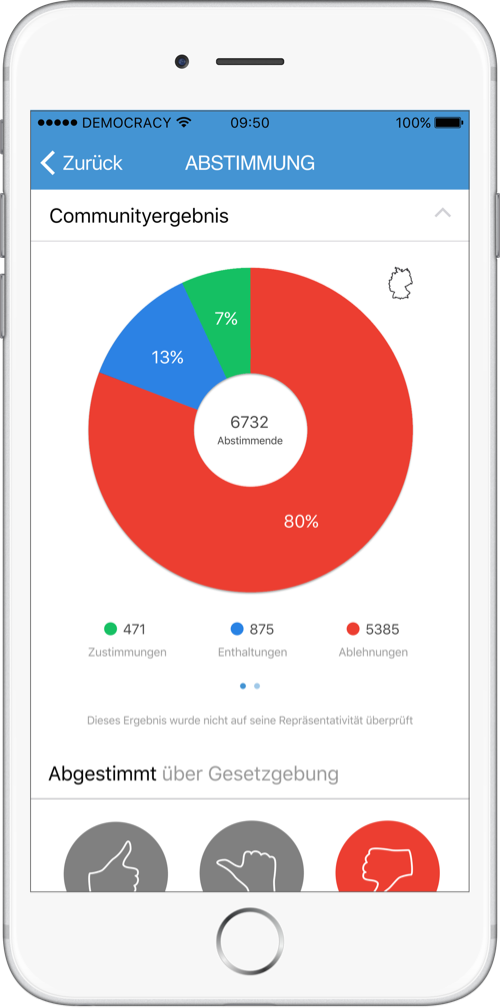 DEMOCRACY 09:50 100%
Zurück ABSTIMMUNG
Communityergebnis
7%
13%
6732
Abstimmende
80%
471 875 5385
Zustimmungen Enthaltungen Ablehnungen
Dieses Ergebnis wurde nicht auf seine Repräsentativität überprüft
Abgestimmt über Gesetzgebung